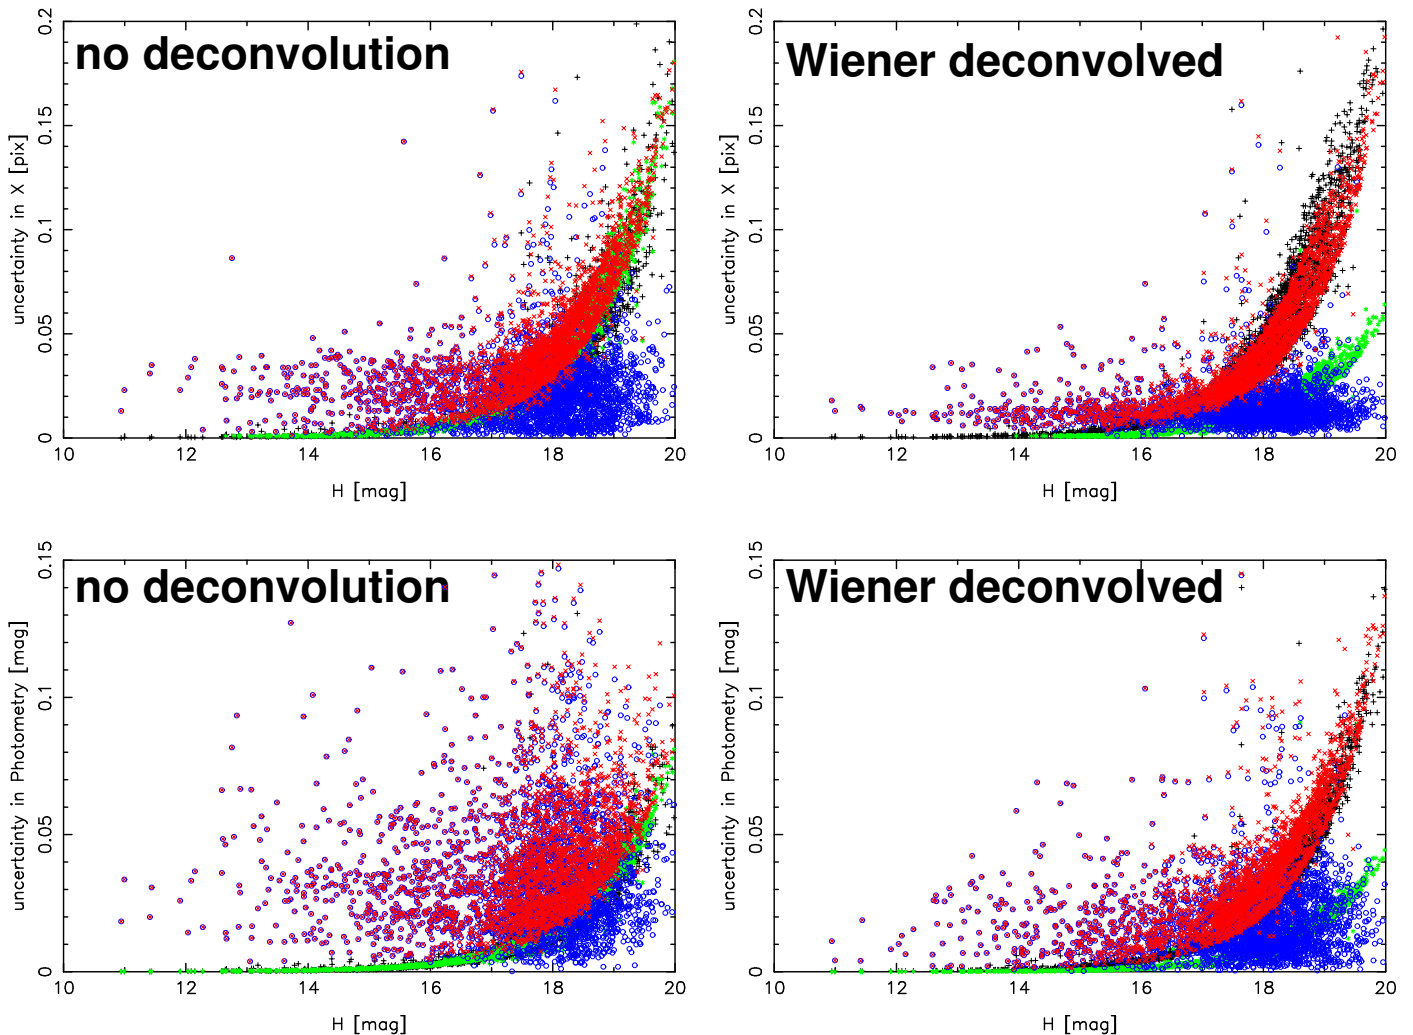 no deconvolution
0.2
0.15
0.1
0.05
0
uncertainty in X [pix]
10 12 14 16 18 20
H [mag]
Wiener deconvolved
0.2
0.15
0.1
0.05
0
uncertainty in X [pix]
10 12 14 16 18 20
H [mag]
no deconvolution
0.15
0.1
0.05
0
uncertainty in Photometry [mag]
10 12 14 16 18 20
H [mag]
Wiener deconvolved
0.15
0.1
0.05
0
uncertainty in Photometry [mag]
10 12 14 16 18 20
H [mag]